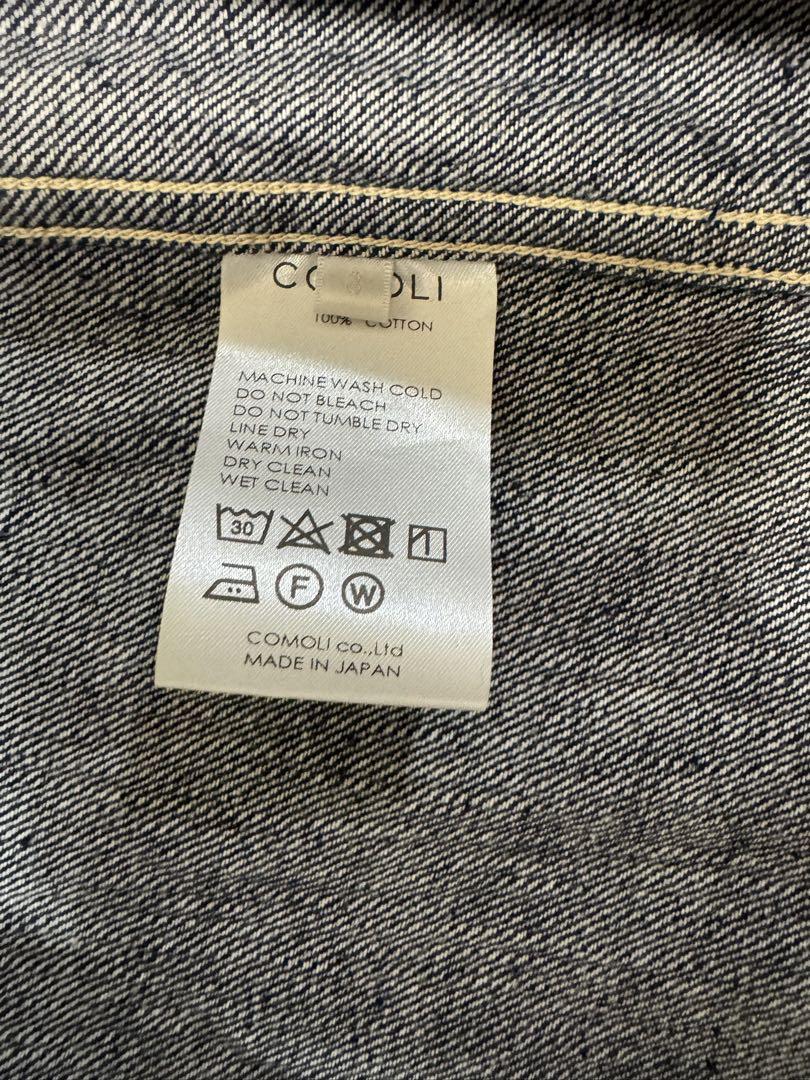 COMOLI
100% COTTON
MACHINE WASH COLD
DO NOT BLEACH
DO NOT TUMBLE DRY
LINE DRY
WARM IRON
DRY CLEAN
WET CLEAN
30
F W
COMOLI co.,Ltd
MADE IN JAPAN